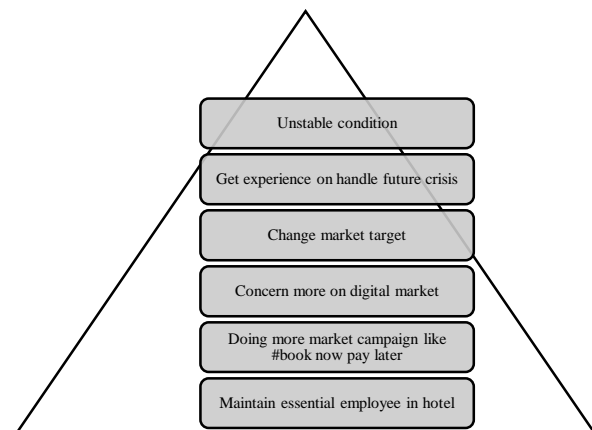 Unstable condition
Get experience on handle future crisis
Change market target
Concern more on digital market
Doing more market campaign like
#book now pay later
Maintain essential employee in hotel